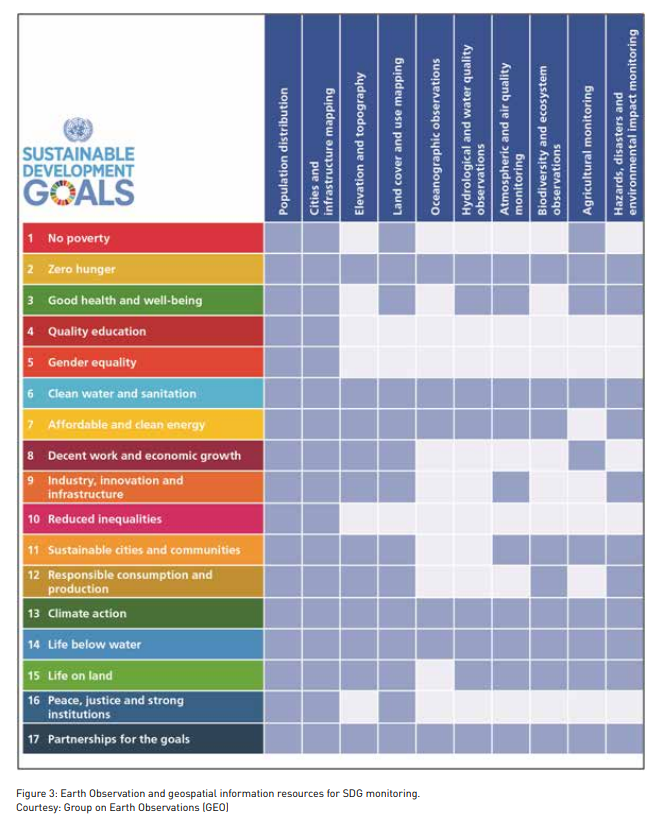 SUSTAINABLE
DEVELOPMENT
GOALS
Population distribution
Cities and
infrastructure mapping
Elevation and topography
Land cover and use mapping
Oceanographic observations
Hydrological and water quality
observations
Atmospheric and air quality
monitoring
Biodiversity and ecosystem
observations
Agricultural monitoring
Hazards, disasters and
environmental impact monitoring
1 No poverty
2 Zero hunger
3 Good health and well-being
4 Quality education
5 Gender equality
6 Clean water and sanitation
7 Affordable and clean energy
8 Decent work and economic growth
9 Industry, innovation and
infrastructure
10 Reduced inequalities
11 Sustainable cities and communities
12 Responsible consumption and
production
13 Climate action
14 Life below water
15 Life on land
16 Peace, justice and strong
institutions
17 Partnerships for the goals
Figure 3: Earth Observation and geospatial information resources for SDG monitoring.
Courtesy: Group on Earth Observations (GEO)